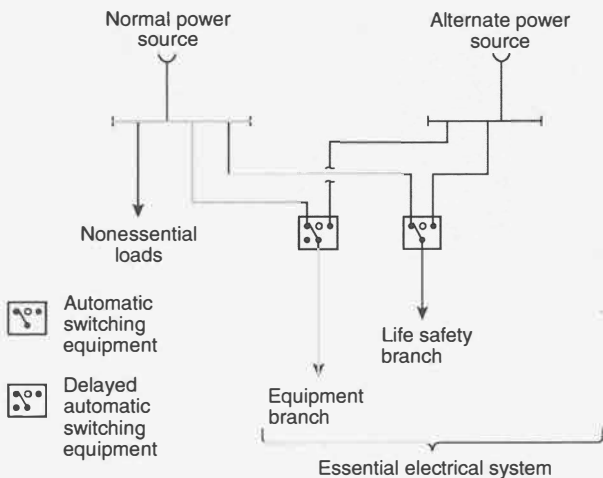 Normal power
source
Alternate power
source
Nonessential
loads
Automatic
switching
equipment
Life safety
branch
Delayed
automatic
switching
equipment
Equipment
branch
Essential electrical system